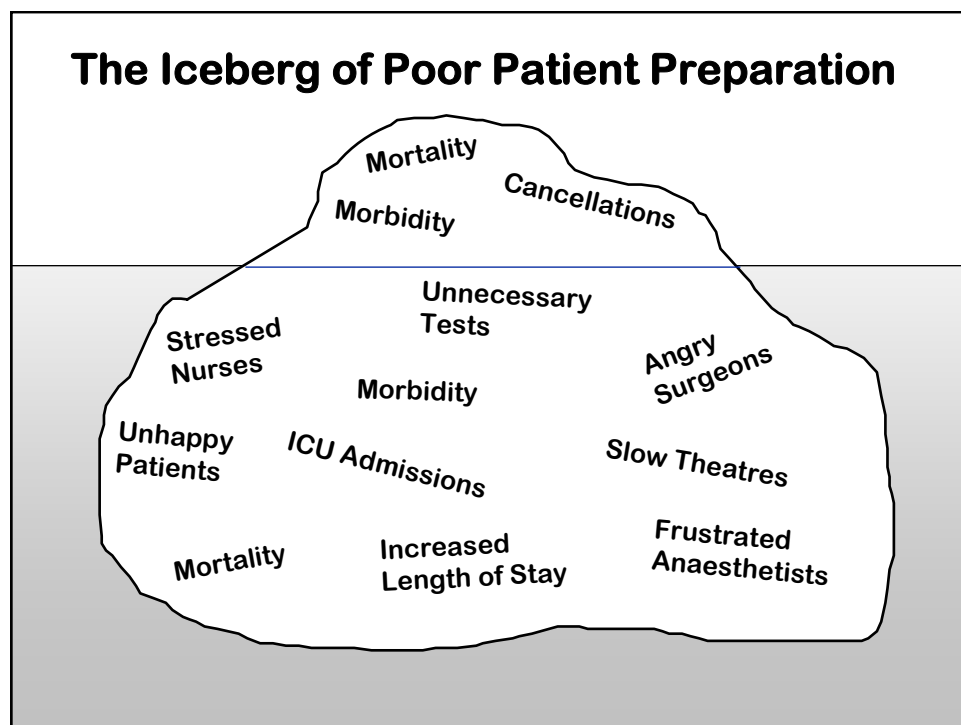 The Iceberg of Poor Patient Preparation
Mortality
Cancellations
Morbidity
Unnecessary
Tests
Stressed
Nurses
Angry
Surgeons
Morbidity
Unhappy
Patients
ICU Admissions
Slow Theatres
Mortality
Increased
Length of Stay
Frustrated
Anaesthetists